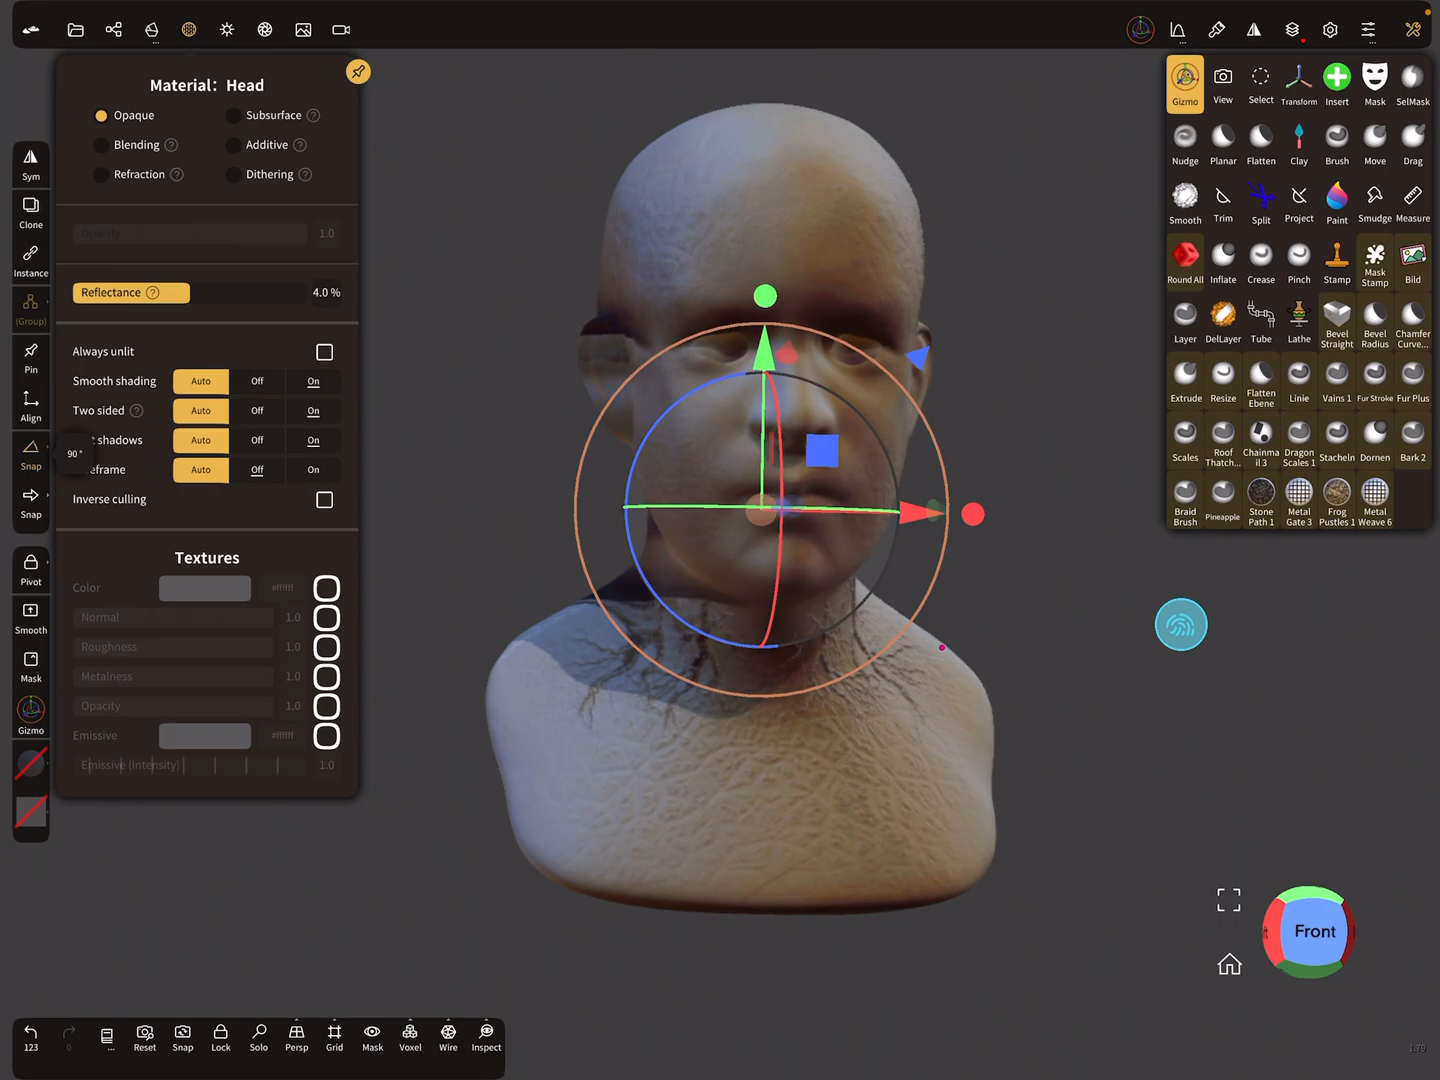 Material: Head
Opaque
Subsurface ?
Blending ?
Additive ?
Refraction ?
Dithering ?
Opacity 1.0
Reflectance ? 4.0 %
Always unlit
Smooth shading Auto Off On
Two sided ? Auto Off On
shadows Auto Off On
Auto Off On
Inverse culling
Textures
Color #ffffff
Normal 1.0
Roughness 1.0
Metalness 1.0
Opacity 1.0
Emissive #ffffff
Emissive (Intensity) 1.0
Sym
Clone
Instance
(Group)
Pin
Align
Snap
90°
Snap
Pivot
Smooth
Mask
Gizmo
Gizmo View Select Transform Insert Mask SelMask
Nudge Planar Flatten Clay Brush Move Drag
Smooth Trim Split Project Paint Smudge Measure
Round All Inflate Crease Pinch Stamp Mask Stamp Bild
Layer DelLayer Tube Lathe Bevel Straight Bevel Radius Chamfer Curve...
Extrude Resize Flatten Ebene Linie Vains 1 Fur Stroke Fur Plus
Scales Roof Thatch... Chainmail 3 Dragon Scales 1 Stacheln Dornen Bark 2
Braid Brush Pineapple Stone Path 1 Metal Gate 3 Frog Pustles 1 Metal Weave 6
Front
123 0 ... Reset Snap Lock Solo Persp Grid Mask Voxel Wire Inspect
1.79